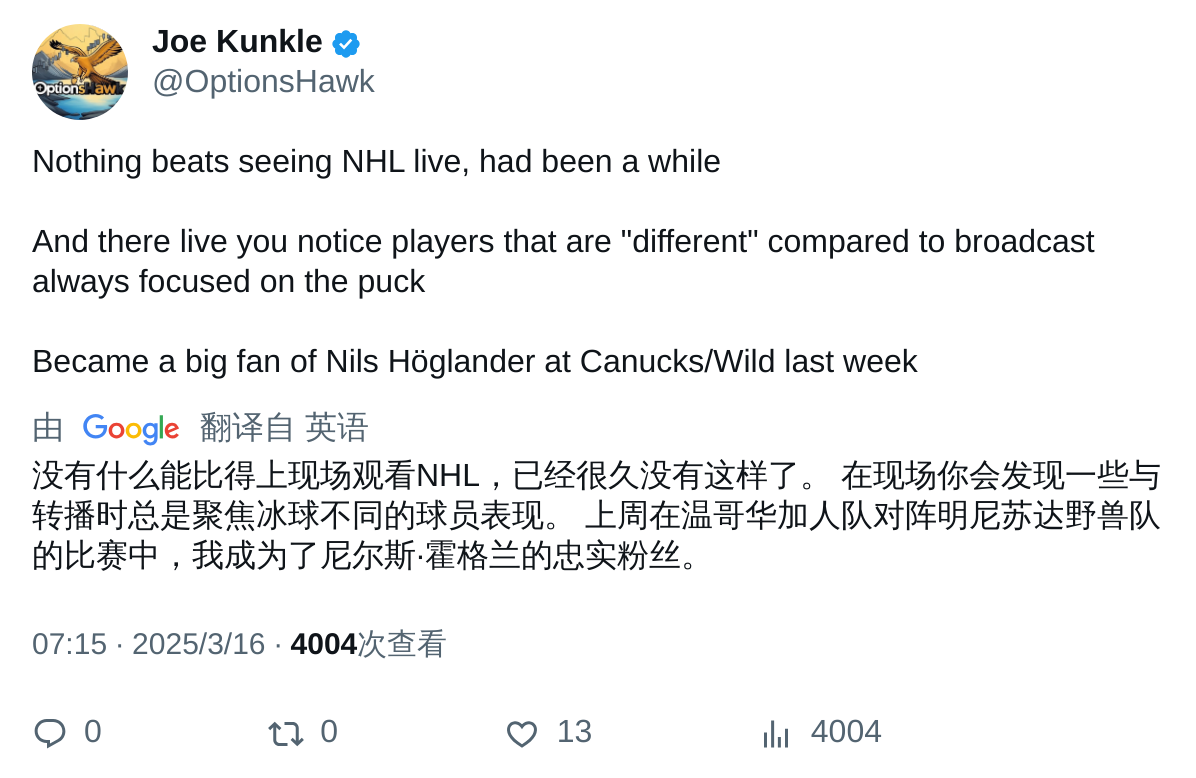 Joe Kunkle
@OptionsHawk
OptionsHawk
Nothing beats seeing NHL live, had been a while
And there live you notice players that are "different" compared to broadcast
always focused on the puck
Became a big fan of Nils Höglander at Canucks/Wild last week
由 Google 翻译自 英语
没有什么能比得上现场观看NHL，已经很久没有这样了。 在现场你会发现一些与
转播时总是聚焦冰球不同的球员表现。 上周在温哥华加人队对阵明尼苏达野兽队
的比赛中，我成为了尼尔斯·霍格兰的忠实粉丝。
07:15 · 2025/3/16 · 4004次查看
0 0 13 4004